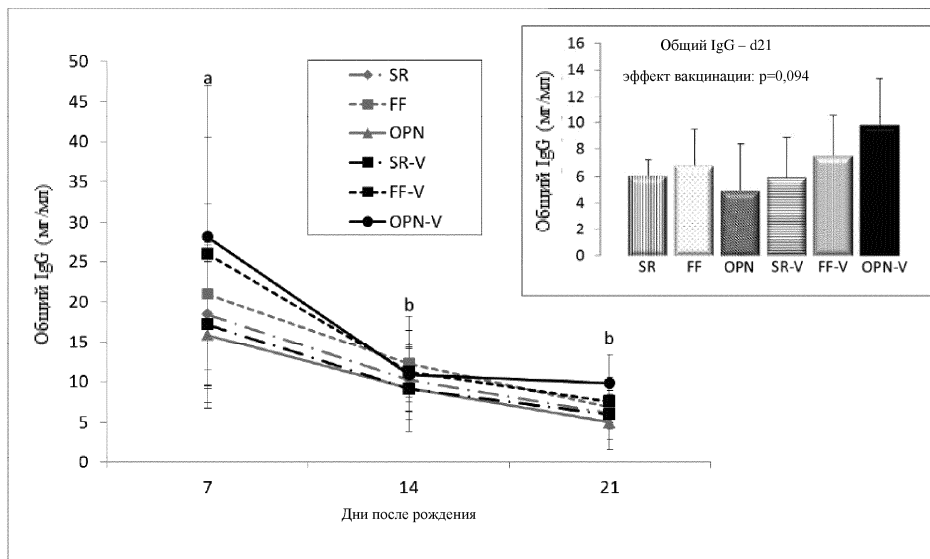 Общий IgG (мг/мл)
50
45
40
35
30
25
20
15
10
5
0
a
b
b
7
14
21
Дни после рождения
SR
FF
OPN
SR-V
FF-V
OPN-V
Общий IgG – d21
эффект вакцинации: p=0,094
Общий IgG (мг/мл)
16
14
12
10
8
6
4
2
0
SR FF OPN SR-V FF-V OPN-V